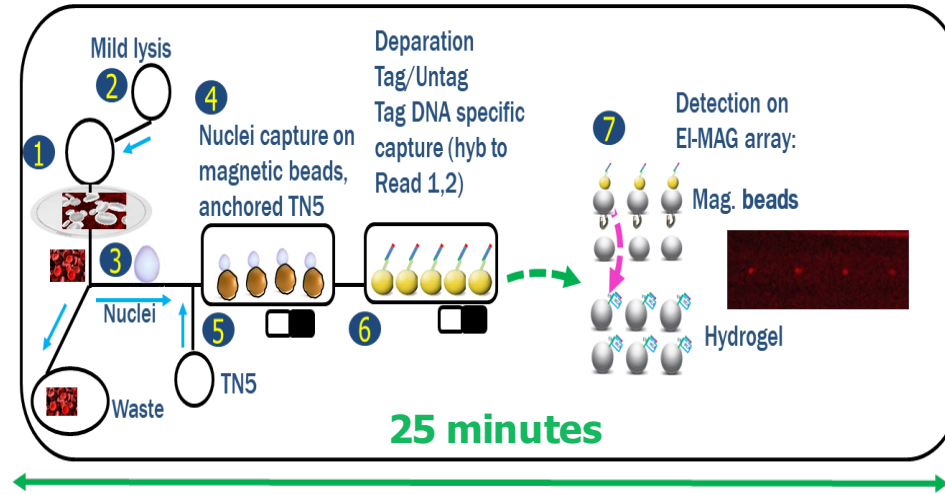 Mild lysis
2
1
3
Nuclei
Waste
TN5
4
Nuclei capture on
magnetic beads,
anchored TN5
5
Deparation
Tag/Untag
Tag DNA specific
capture (hyb to
Read 1,2)
6
7
Detection on
EI-MAG array:
Mag. beads
Hydrogel
25 minutes